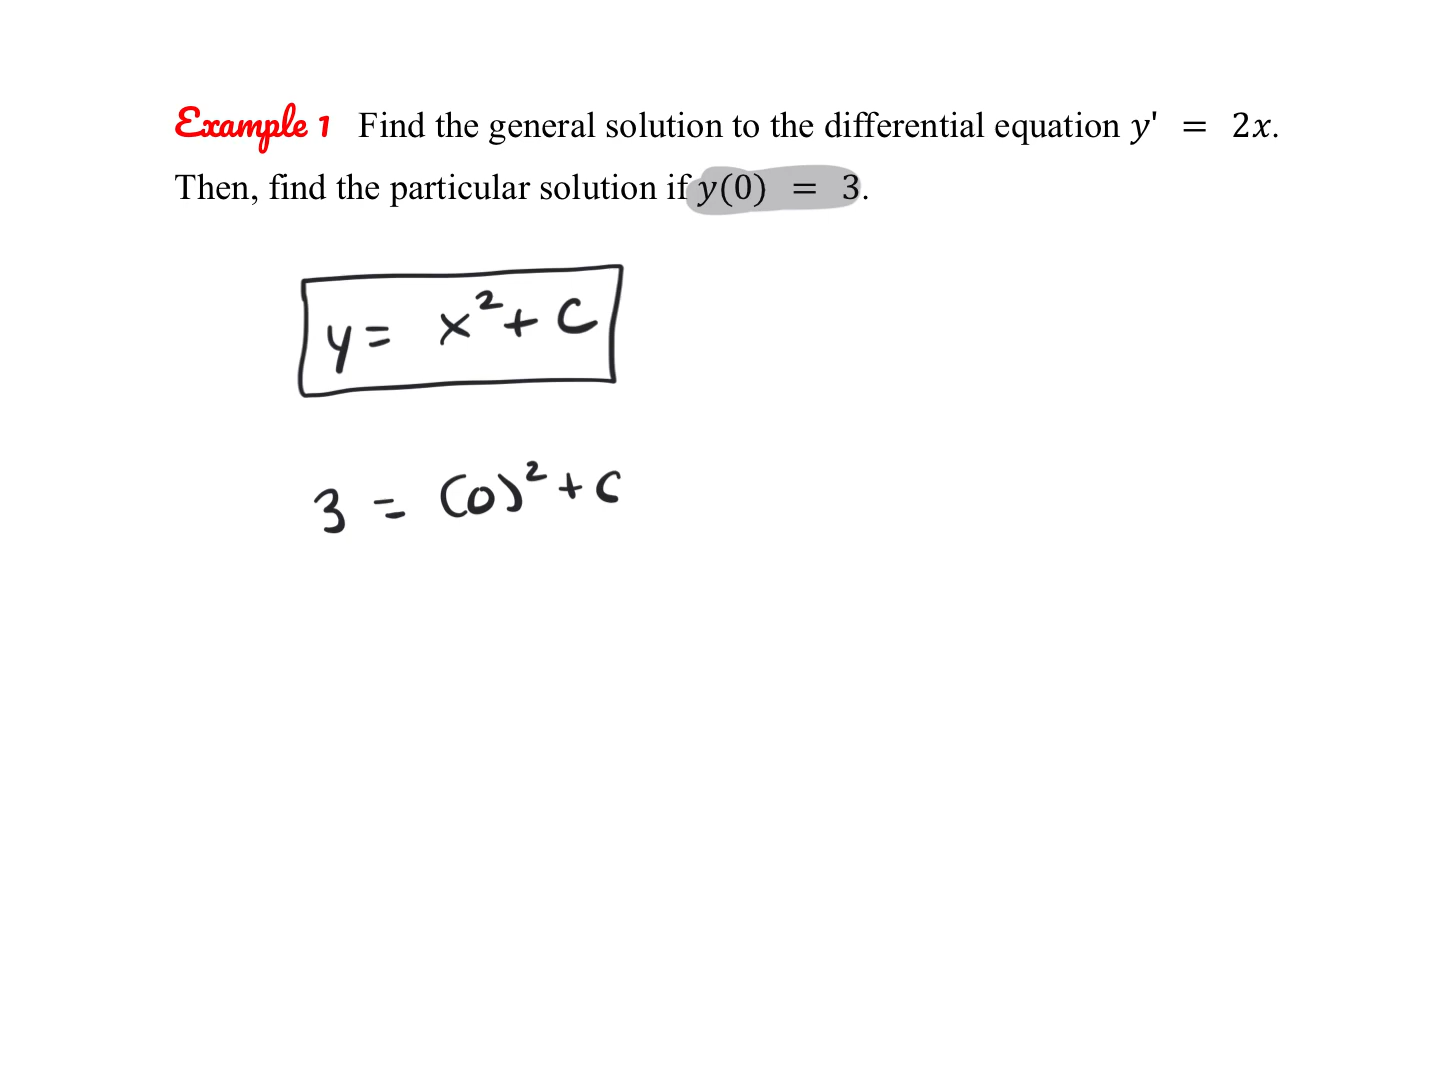 Example 1 Find the general solution to the differential equation y' = 2x.
Then, find the particular solution if y(0) = 3.
y = x² + C
3 = (0)² + C